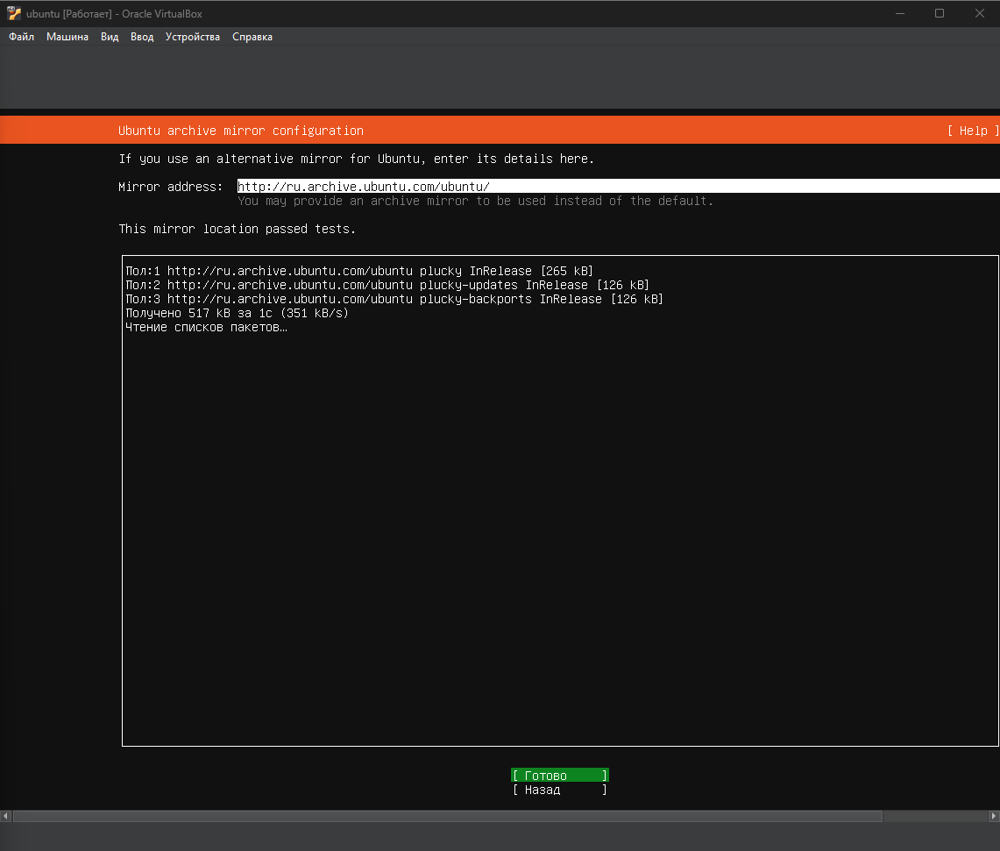 ubuntu [Работает] - Oracle VirtualBox
Файл Машина Вид Ввод Устройства Справка
Ubuntu archive mirror configuration [ Help ]
If you use an alternative mirror for Ubuntu, enter its details here.
Mirror address: http://ru.archive.ubuntu.com/ubuntu/
You may provide an archive mirror to be used instead of the default.
This mirror location passed tests.
Пол:1 http://ru.archive.ubuntu.com/ubuntu plucky InRelease [265 kB]
Пол:2 http://ru.archive.ubuntu.com/ubuntu plucky-updates InRelease [126 kB]
Пол:3 http://ru.archive.ubuntu.com/ubuntu plucky-backports InRelease [126 kB]
Получено 517 kB за 1с (351 kB/s)
Чтение списков пакетов…
[ Готово ]
[ Назад ]